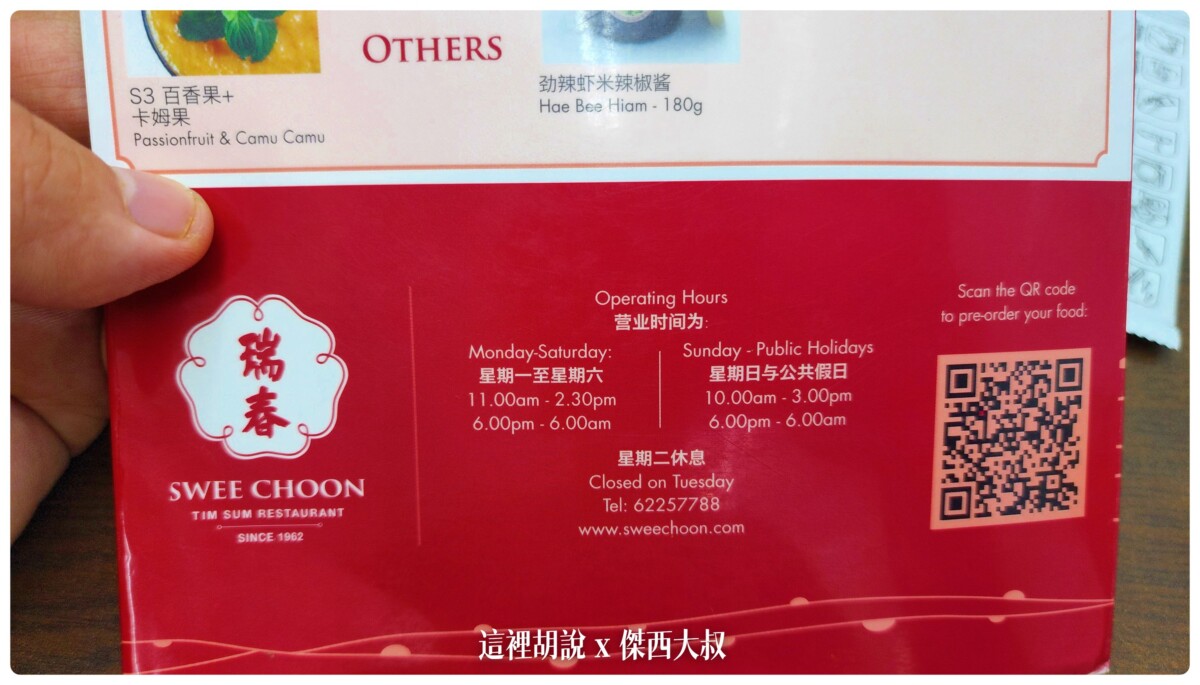 OTHERS
S3 百香果+
卡姆果
Passionfruit & Camu Camu
劲辣虾米辣椒酱
Hae Bee Hiam - 180g
瑞春
SWEE CHOON
TIM SUM RESTAURANT
SINCE 1962
Operating Hours
营业时间为:
Monday-Saturday:
星期一至星期六
11.00am - 2.30pm
6.00pm - 6.00am
Sunday - Public Holidays
星期日与公共假日
10.00am - 3.00pm
6.00pm - 6.00am
星期二休息
Closed on Tuesday
Tel: 62257788
www.sweechoon.com
Scan the QR code
to pre-order your food:
這裡胡說 x 傑西大叔